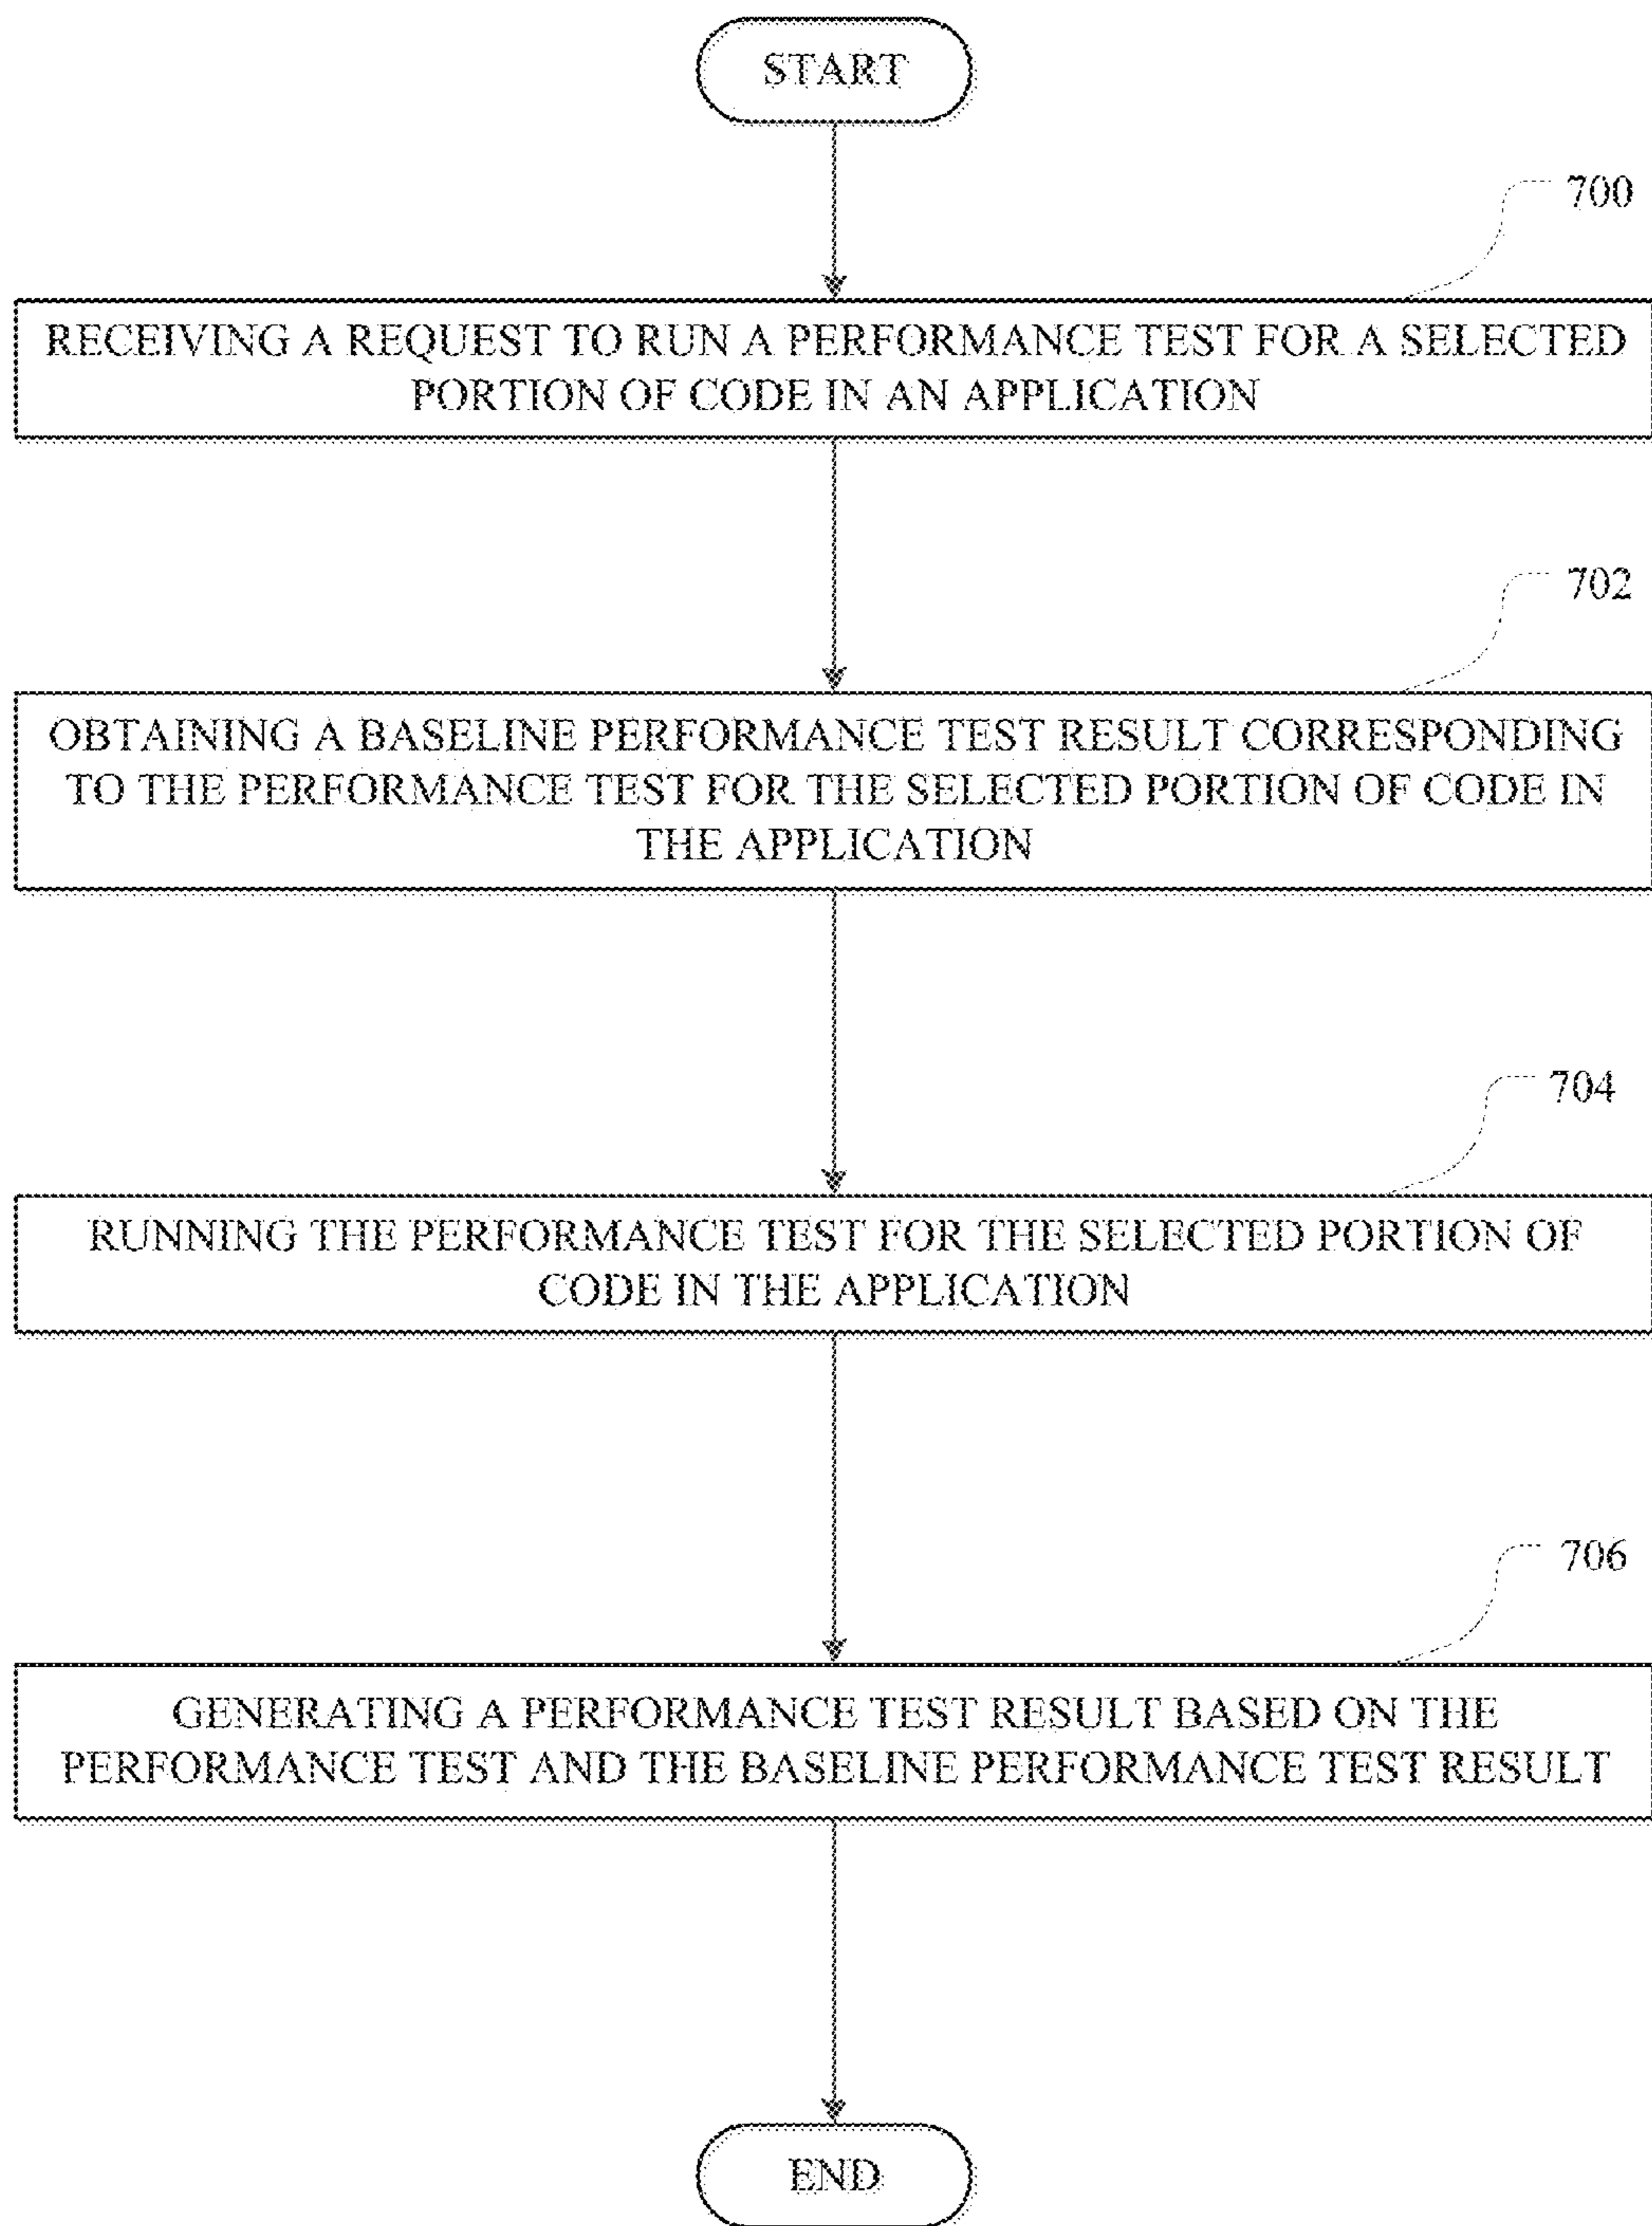 START
700
RECEIVING A REQUEST TO RUN A PERFORMANCE TEST FOR A SELECTED
PORTION OF CODE IN AN APPLICATION
702
OBTAINING A BASELINE PERFORMANCE TEST RESULT CORRESPONDING
TO THE PERFORMANCE TEST FOR THE SELECTED PORTION OF CODE IN
THE APPLICATION
704
RUNNING THE PERFORMANCE TEST FOR THE SELECTED PORTION OF
CODE IN THE APPLICATION
706
GENERATING A PERFORMANCE TEST RESULT BASED ON THE
PERFORMANCE TEST AND THE BASELINE PERFORMANCE TEST RESULT
END